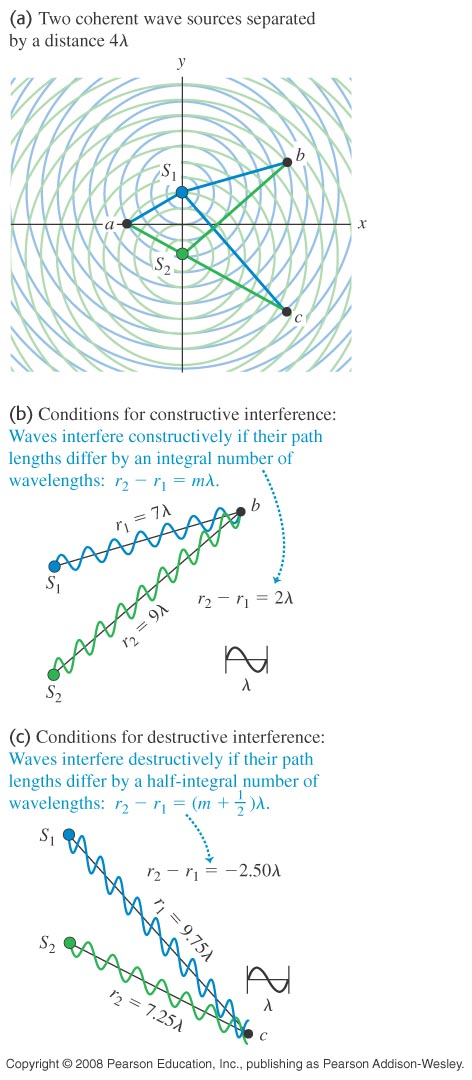 (a) Two coherent wave sources separated
by a distance 4λ
y
S₁
b
a
x
S₂
c
(b) Conditions for constructive interference:
Waves interfere constructively if their path
lengths differ by an integral number of
wavelengths: r₂ − r₁ = mλ.
r₁ = 7λ
b
S₁
r₂ − r₁ = 2λ
r₂ = 9λ
λ
S₂
(c) Conditions for destructive interference:
Waves interfere destructively if their path
lengths differ by a half-integral number of
wavelengths: r₂ − r₁ = (m + 1/2)λ.
S₁
r₂ − r₁ = −2.50λ
r₁ = 9.75λ
S₂
r₂ = 7.25λ
λ
c
Copyright © 2008 Pearson Education, Inc., publishing as Pearson Addison-Wesley.